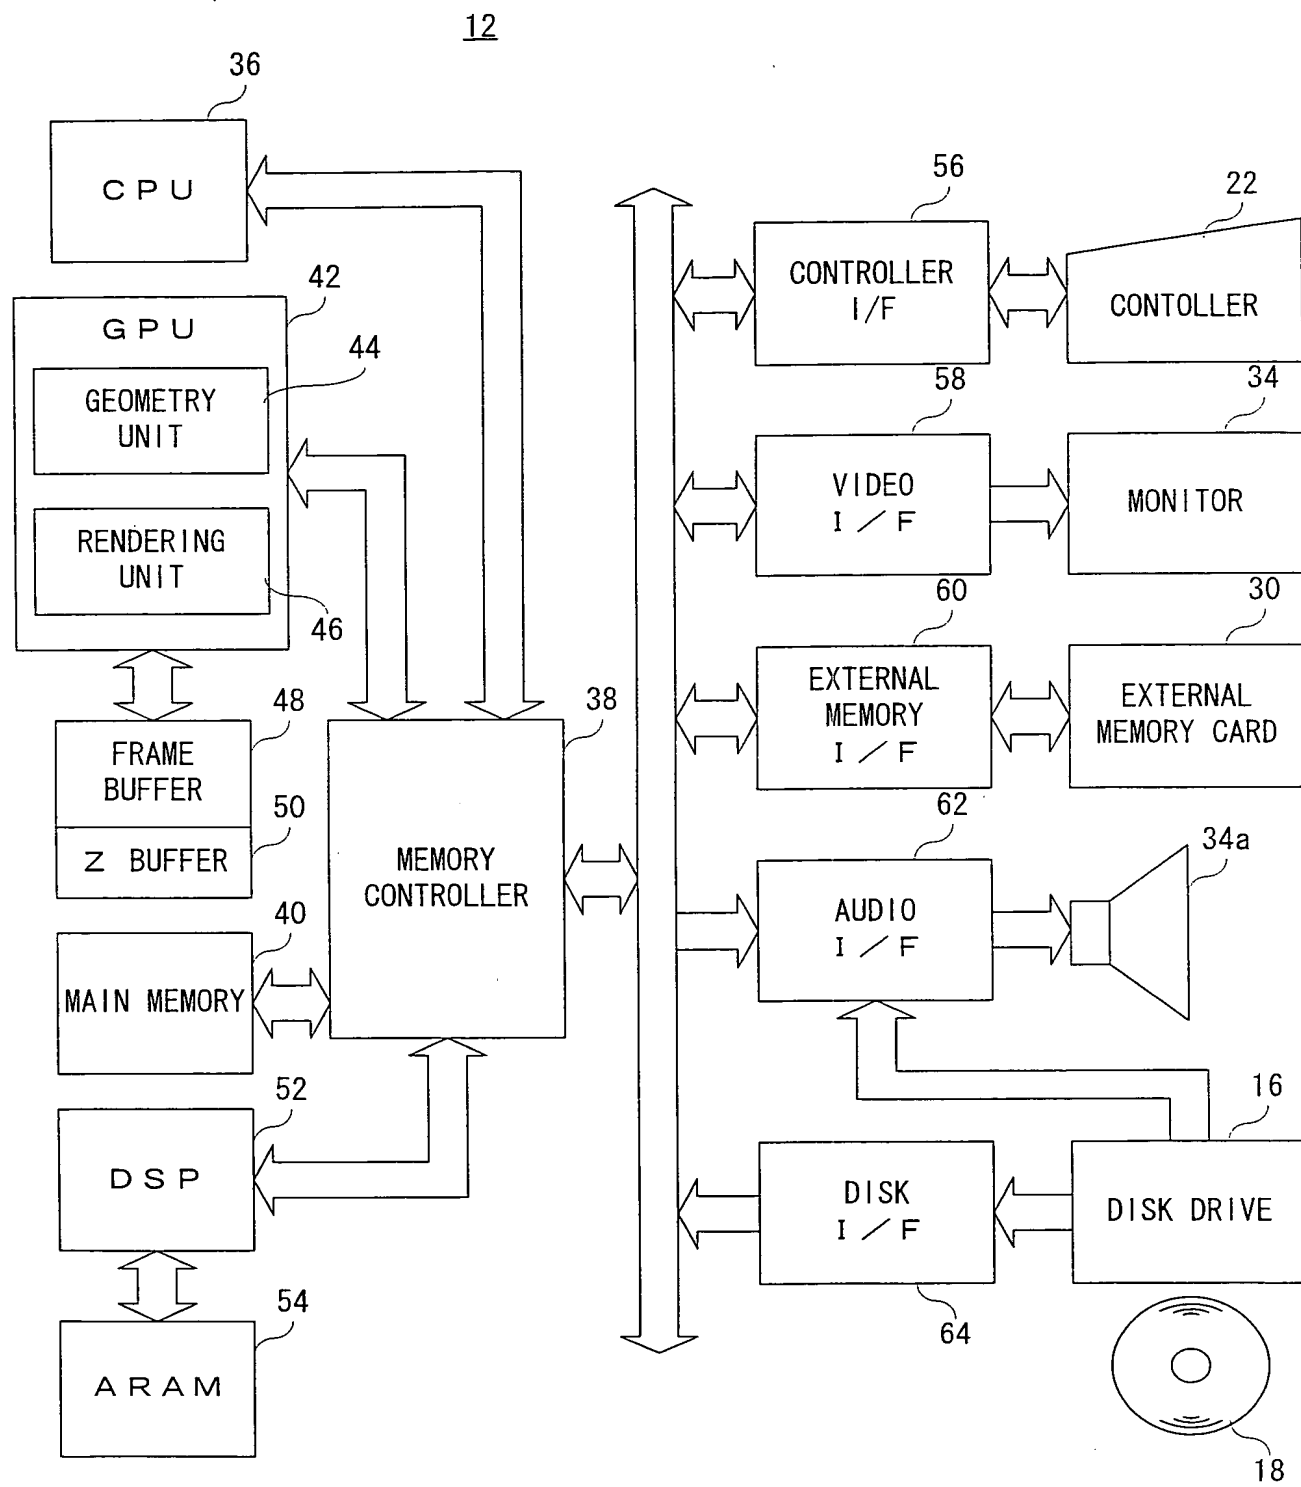 12
36
CPU
42
GPU
44
GEOMETRY
UNIT
RENDERING
UNIT
46
48
FRAME
BUFFER
50
Z BUFFER
40
MAIN MEMORY
52
DSP
54
ARAM
38
MEMORY
CONTROLLER
56
CONTROLLER
I/F
22
CONTOLLER
58
VIDEO
I/F
34
MONITOR
60
EXTERNAL
MEMORY
I/F
30
EXTERNAL
MEMORY CARD
62
AUDIO
I/F
34a
16
DISK
I/F
64
DISK DRIVE
18